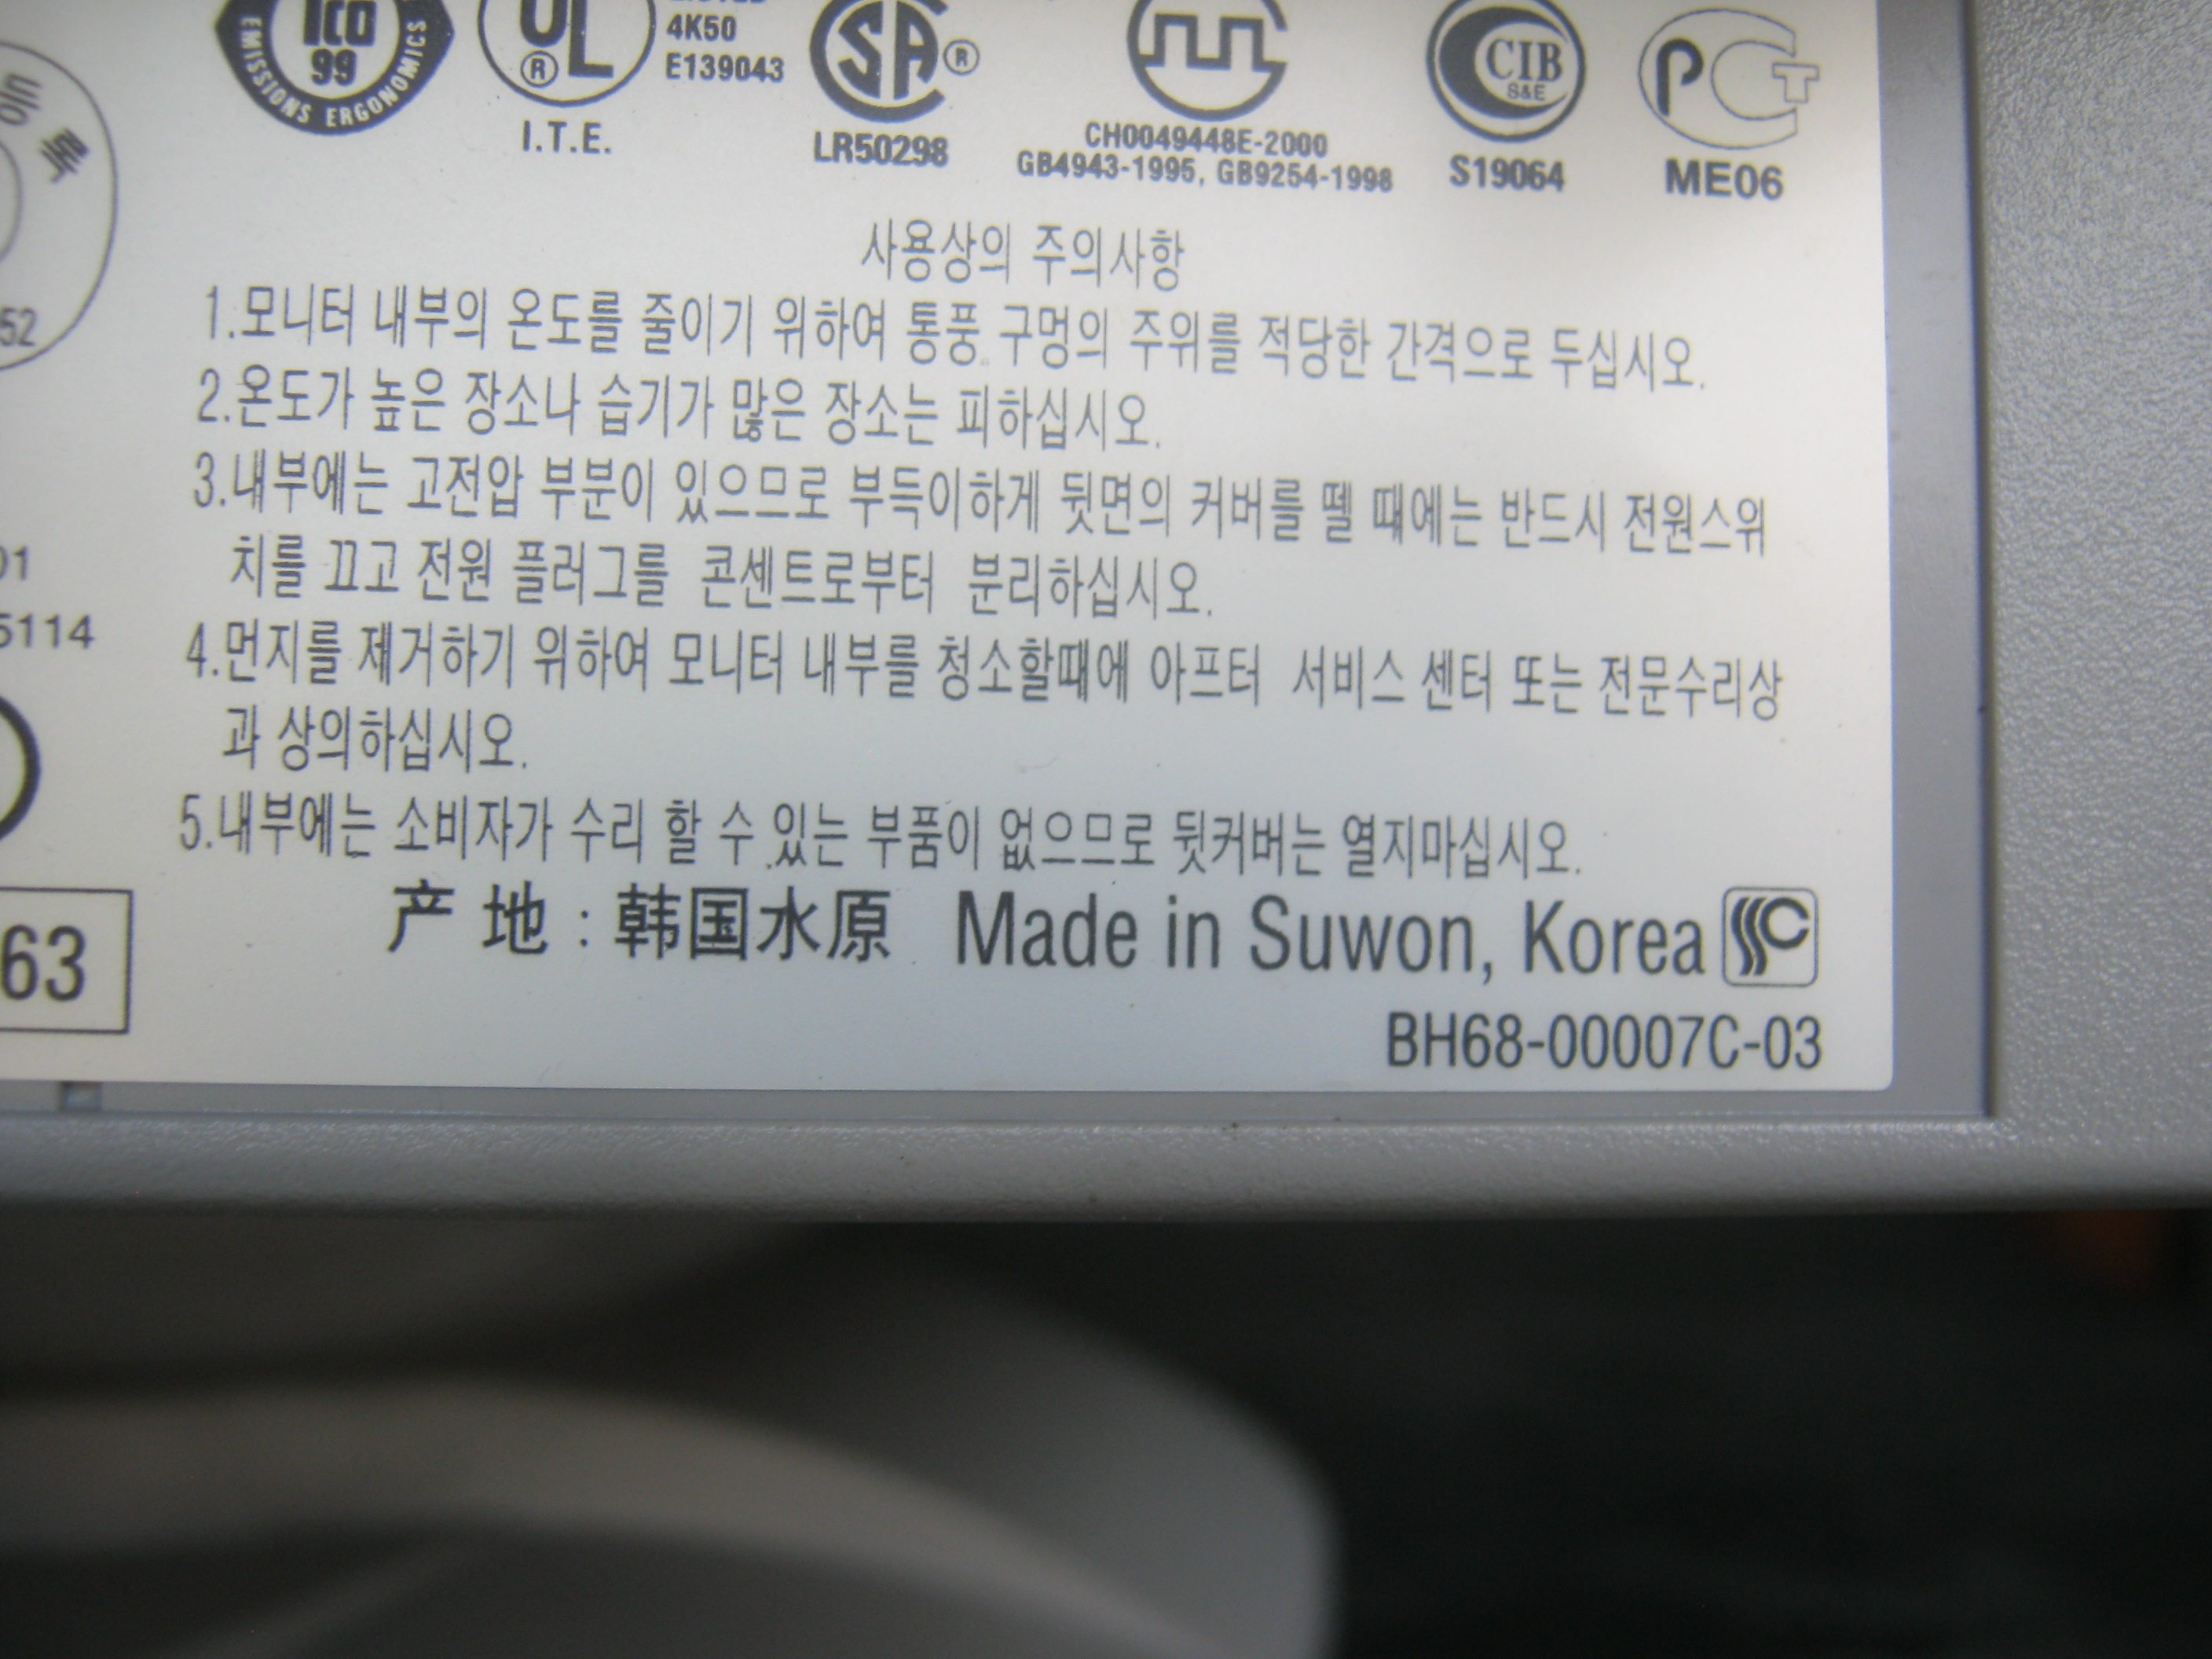 TCO
99
EMISSIONS ERGONOMICS
UL
®
4K50
E139043
I.T.E.
SA ®
LR50298
CH0049448E-2000
GB4943-1995, GB9254-1998
CIB
S&E
S19064
PCT
ME06
52
01
5114
63
사용상의 주의사항
1.모니터 내부의 온도를 줄이기 위하여 통풍 구멍의 주위를 적당한 간격으로 두십시오.
2.온도가 높은 장소나 습기가 많은 장소는 피하십시오.
3.내부에는 고전압 부분이 있으므로 부득이하게 뒷면의 커버를 뗄 때에는 반드시 전원스위
치를 끄고 전원 플러그를 콘센트로부터 분리하십시오.
4.먼지를 제거하기 위하여 모니터 내부를 청소할때에 아프터 서비스 센터 또는 전문수리상
과 상의하십시오.
5.내부에는 소비자가 수리 할 수 있는 부품이 없으므로 뒷커버는 열지마십시오.
产 地 : 韩国水原 Made in Suwon, Korea
BH68-00007C-03